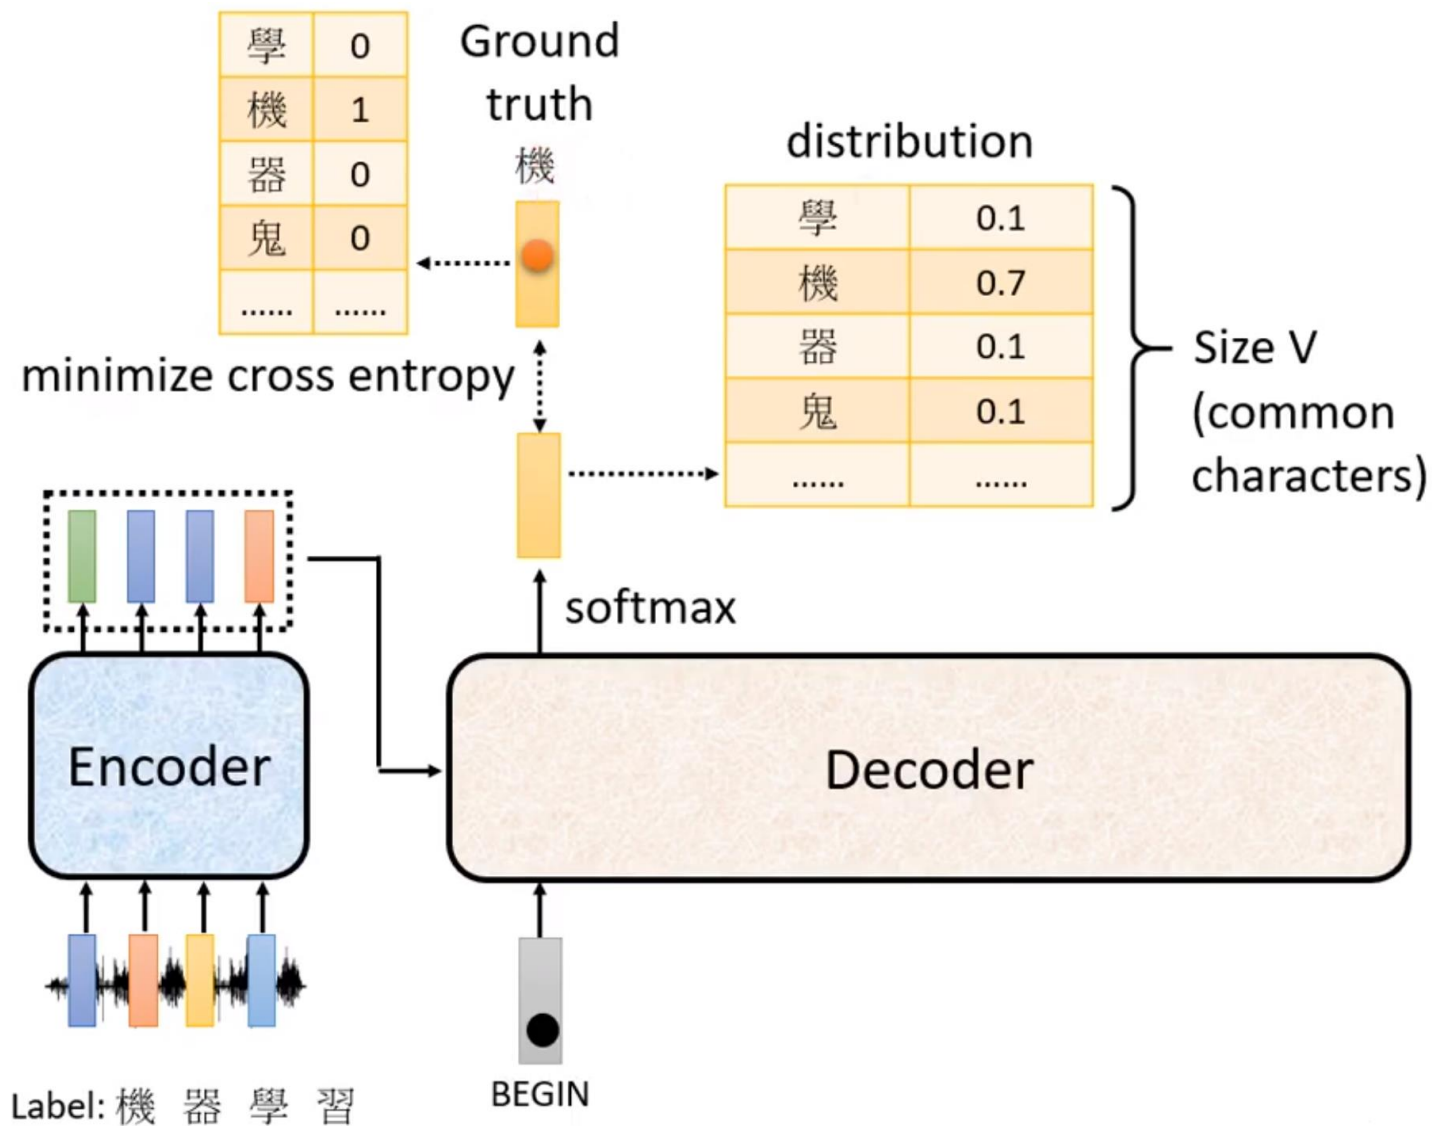 學 0
機 1
器 0
鬼 0
...... ......
Ground
truth
機
distribution
學 0.1
機 0.7
器 0.1
鬼 0.1
...... ......
Size V
(common
characters)
minimize cross entropy
softmax
Encoder
Decoder
BEGIN
Label: 機 器 學 習